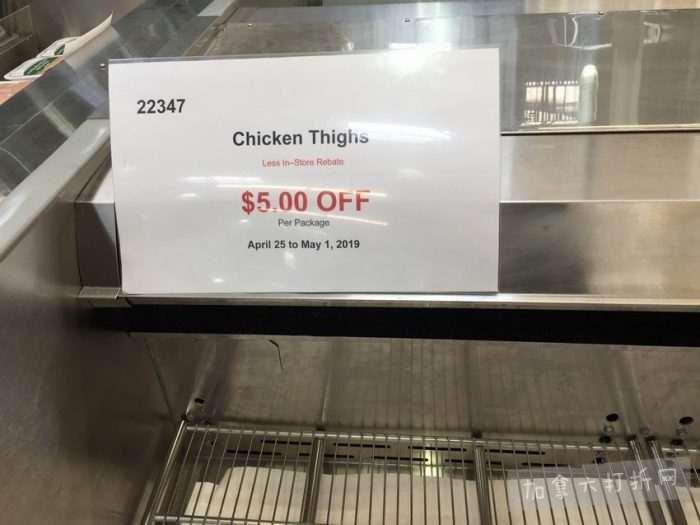 22347
Chicken Thighs
Less In-Store Rebate
$5.00 OFF
Per Package
April 25 to May 1, 2019
加拿大打折网